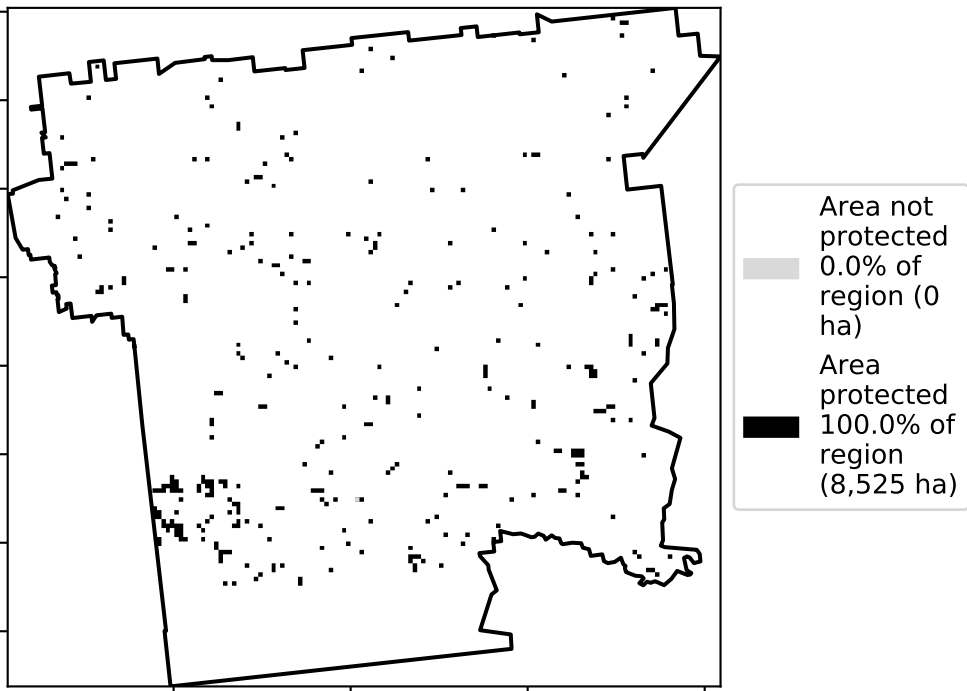 Area not
protected
0.0% of
region (0
ha)
Area
protected
100.0% of
region
(8,525 ha)